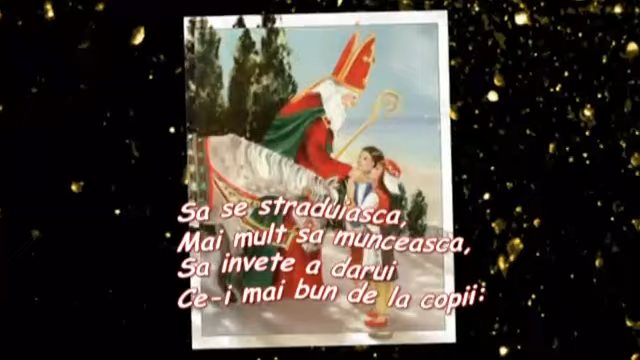 Sa se straduiasca,
Mai mult sa munceasca,
Sa invete a darui
Ce-i mai bun de la copii: